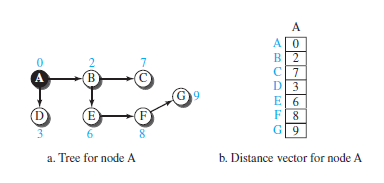 0 2 7
A B C
G 9
D E F
3 6 8
a. Tree for node A
A
A 0
B 2
C 7
D 3
E 6
F 8
G 9
b. Distance vector for node A